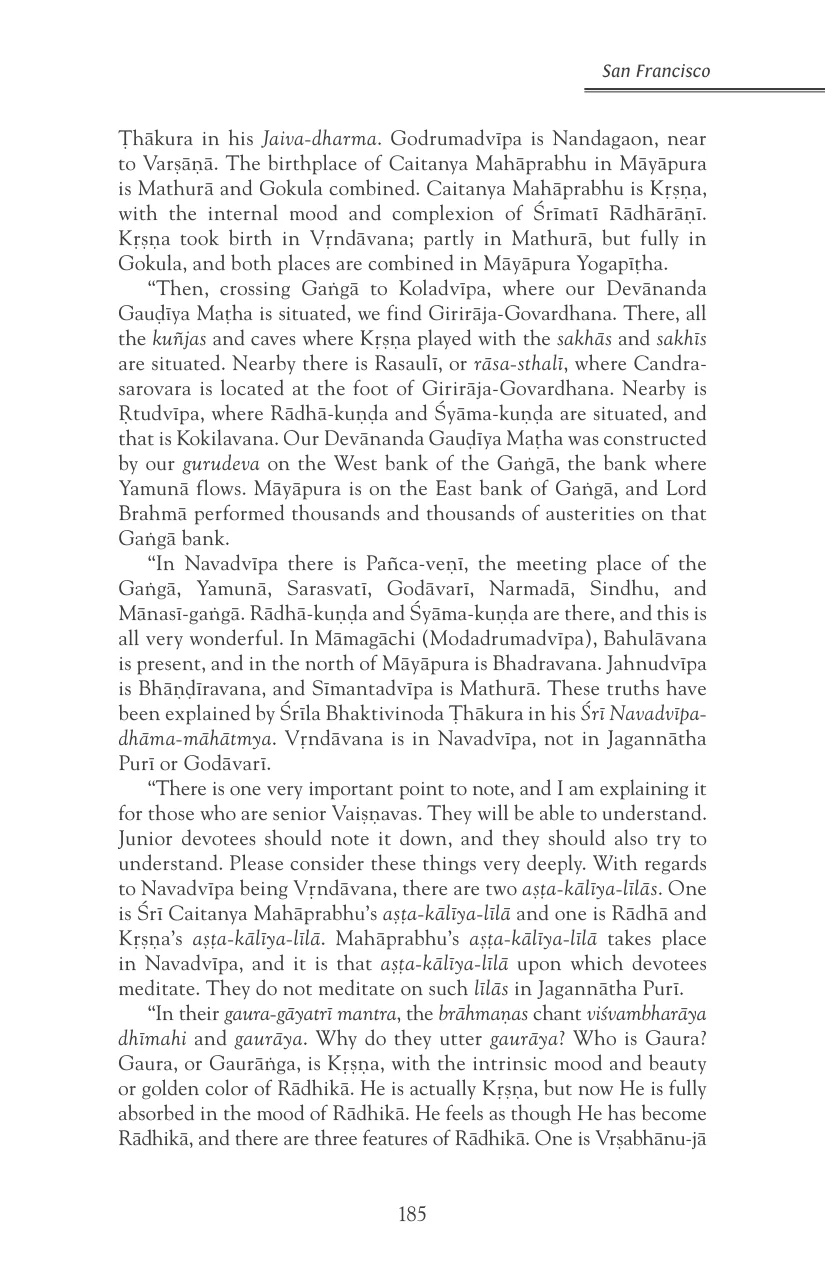 San Francisco
Ṭhākura in his Jaiva-dharma. Godrumadvīpa is Nandagaon, near
to Varṣāṇā. The birthplace of Caitanya Mahāprabhu in Māyāpura
is Mathurā and Gokula combined. Caitanya Mahāprabhu is Kṛṣṇa,
with the internal mood and complexion of Śrīmatī Rādhārāṇī.
Kṛṣṇa took birth in Vṛndāvana; partly in Mathurā, but fully in
Gokula, and both places are combined in Māyāpura Yogapīṭha.
“Then, crossing Gaṅgā to Koladvīpa, where our Devānanda
Gauḍīya Maṭha is situated, we find Girirāja-Govardhana. There, all
the kuñjas and caves where Kṛṣṇa played with the sakhās and sakhīs
are situated. Nearby there is Rasaulī, or rāsa-sthalī, where Candra-
sarovara is located at the foot of Girirāja-Govardhana. Nearby is
Ṛtudvīpa, where Rādhā-kuṇḍa and Śyāma-kuṇḍa are situated, and
that is Kokilavana. Our Devānanda Gauḍīya Maṭha was constructed
by our gurudeva on the West bank of the Gaṅgā, the bank where
Yamunā flows. Māyāpura is on the East bank of Gaṅgā, and Lord
Brahmā performed thousands and thousands of austerities on that
Gaṅgā bank.
“In Navadvīpa there is Pañca-veṇī, the meeting place of the
Gaṅgā, Yamunā, Sarasvatī, Godāvarī, Narmadā, Sindhu, and
Mānasī-gaṅgā. Rādhā-kuṇḍa and Śyāma-kuṇḍa are there, and this is
all very wonderful. In Māmagāchi (Modadrumadvīpa), Bahulāvana
is present, and in the north of Māyāpura is Bhadravana. Jahnudvīpa
is Bhāṇḍīravana, and Sīmantadvīpa is Mathurā. These truths have
been explained by Śrīla Bhaktivinoda Ṭhākura in his Śrī Navadvīpa-
dhāma-māhātmya. Vṛndāvana is in Navadvīpa, not in Jagannātha
Purī or Godāvarī.
“There is one very important point to note, and I am explaining it
for those who are senior Vaiṣṇavas. They will be able to understand.
Junior devotees should note it down, and they should also try to
understand. Please consider these things very deeply. With regards
to Navadvīpa being Vṛndāvana, there are two aṣṭa-kālīya-līlās. One
is Śrī Caitanya Mahāprabhu’s aṣṭa-kālīya-līlā and one is Rādhā and
Kṛṣṇa’s aṣṭa-kālīya-līlā. Mahāprabhu’s aṣṭa-kālīya-līlā takes place
in Navadvīpa, and it is that aṣṭa-kālīya-līlā upon which devotees
meditate. They do not meditate on such līlās in Jagannātha Purī.
“In their gaura-gāyatrī mantra, the brāhmaṇas chant viśvambharāya
dhīmahi and gaurāya. Why do they utter gaurāya? Who is Gaura?
Gaura, or Gaurāṅga, is Kṛṣṇa, with the intrinsic mood and beauty
or golden color of Rādhikā. He is actually Kṛṣṇa, but now He is fully
absorbed in the mood of Rādhikā. He feels as though He has become
Rādhikā, and there are three features of Rādhikā. One is Vṛṣabhānu-jā
185